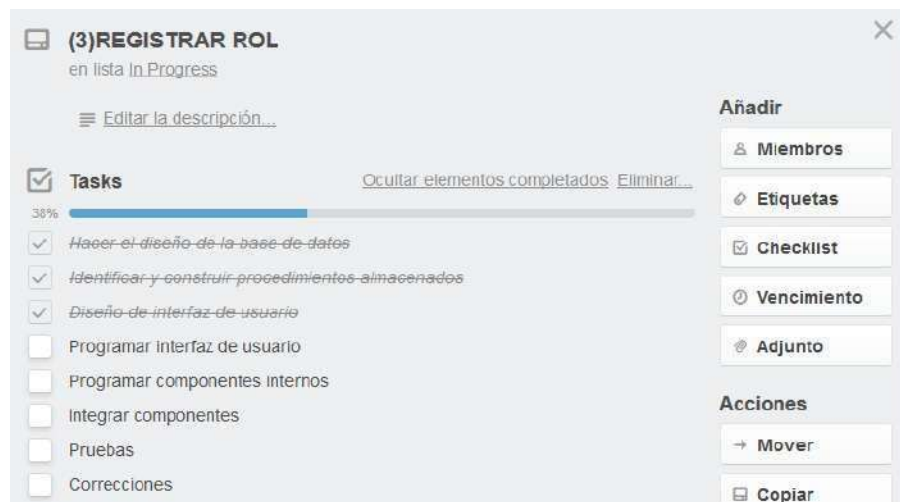 (3)REGISTRAR ROL
en lista In Progress
Editar la descripción...
Tasks
Ocultar elementos completados Eliminar...
38%
Hacer el diseño de la base de datos
Identificar y construir procedimientos almacenados
Diseño de interfaz de usuario
Programar interfaz de usuario
Programar componentes internos
Integrar componentes
Pruebas
Correcciones
Añadir
Miembros
Etiquetas
Checklist
Vencimiento
Adjunto
Acciones
Mover
Copiar